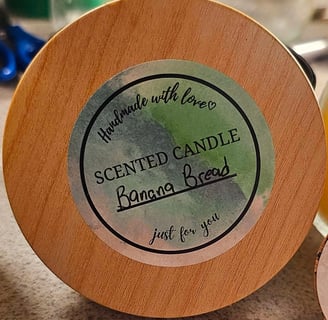 Handmade with love♡
SCENTED CANDLE
Banana Bread
just for you